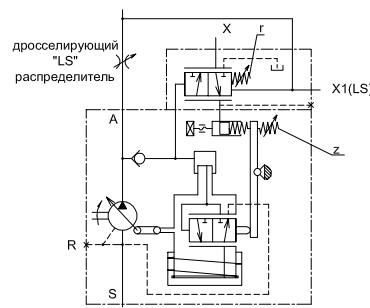 X
r
дросселирующий
"LS"
распределитель
X1(LS)
A
z
R
S